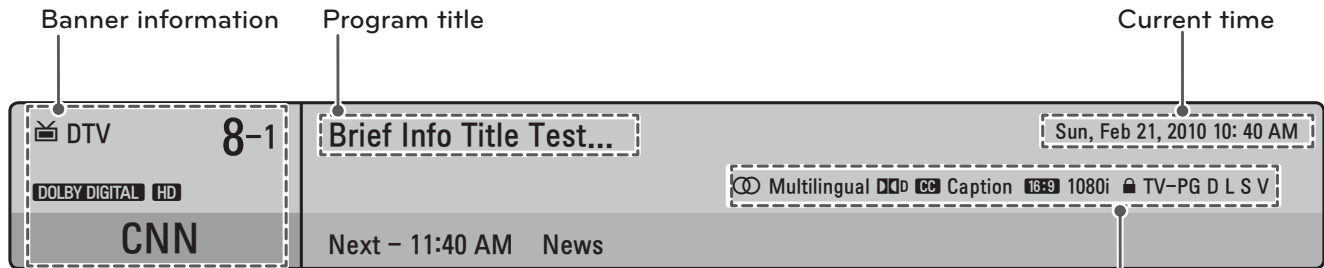 Banner information Program title Current time
DTV 8-1 Brief Info Title Test... Sun, Feb 21, 2010 10: 40 AM
DOLBY DIGITAL HD Multilingual D CC Caption 16:9 1080i TV-PG D L S V
CNN Next - 11:40 AM News